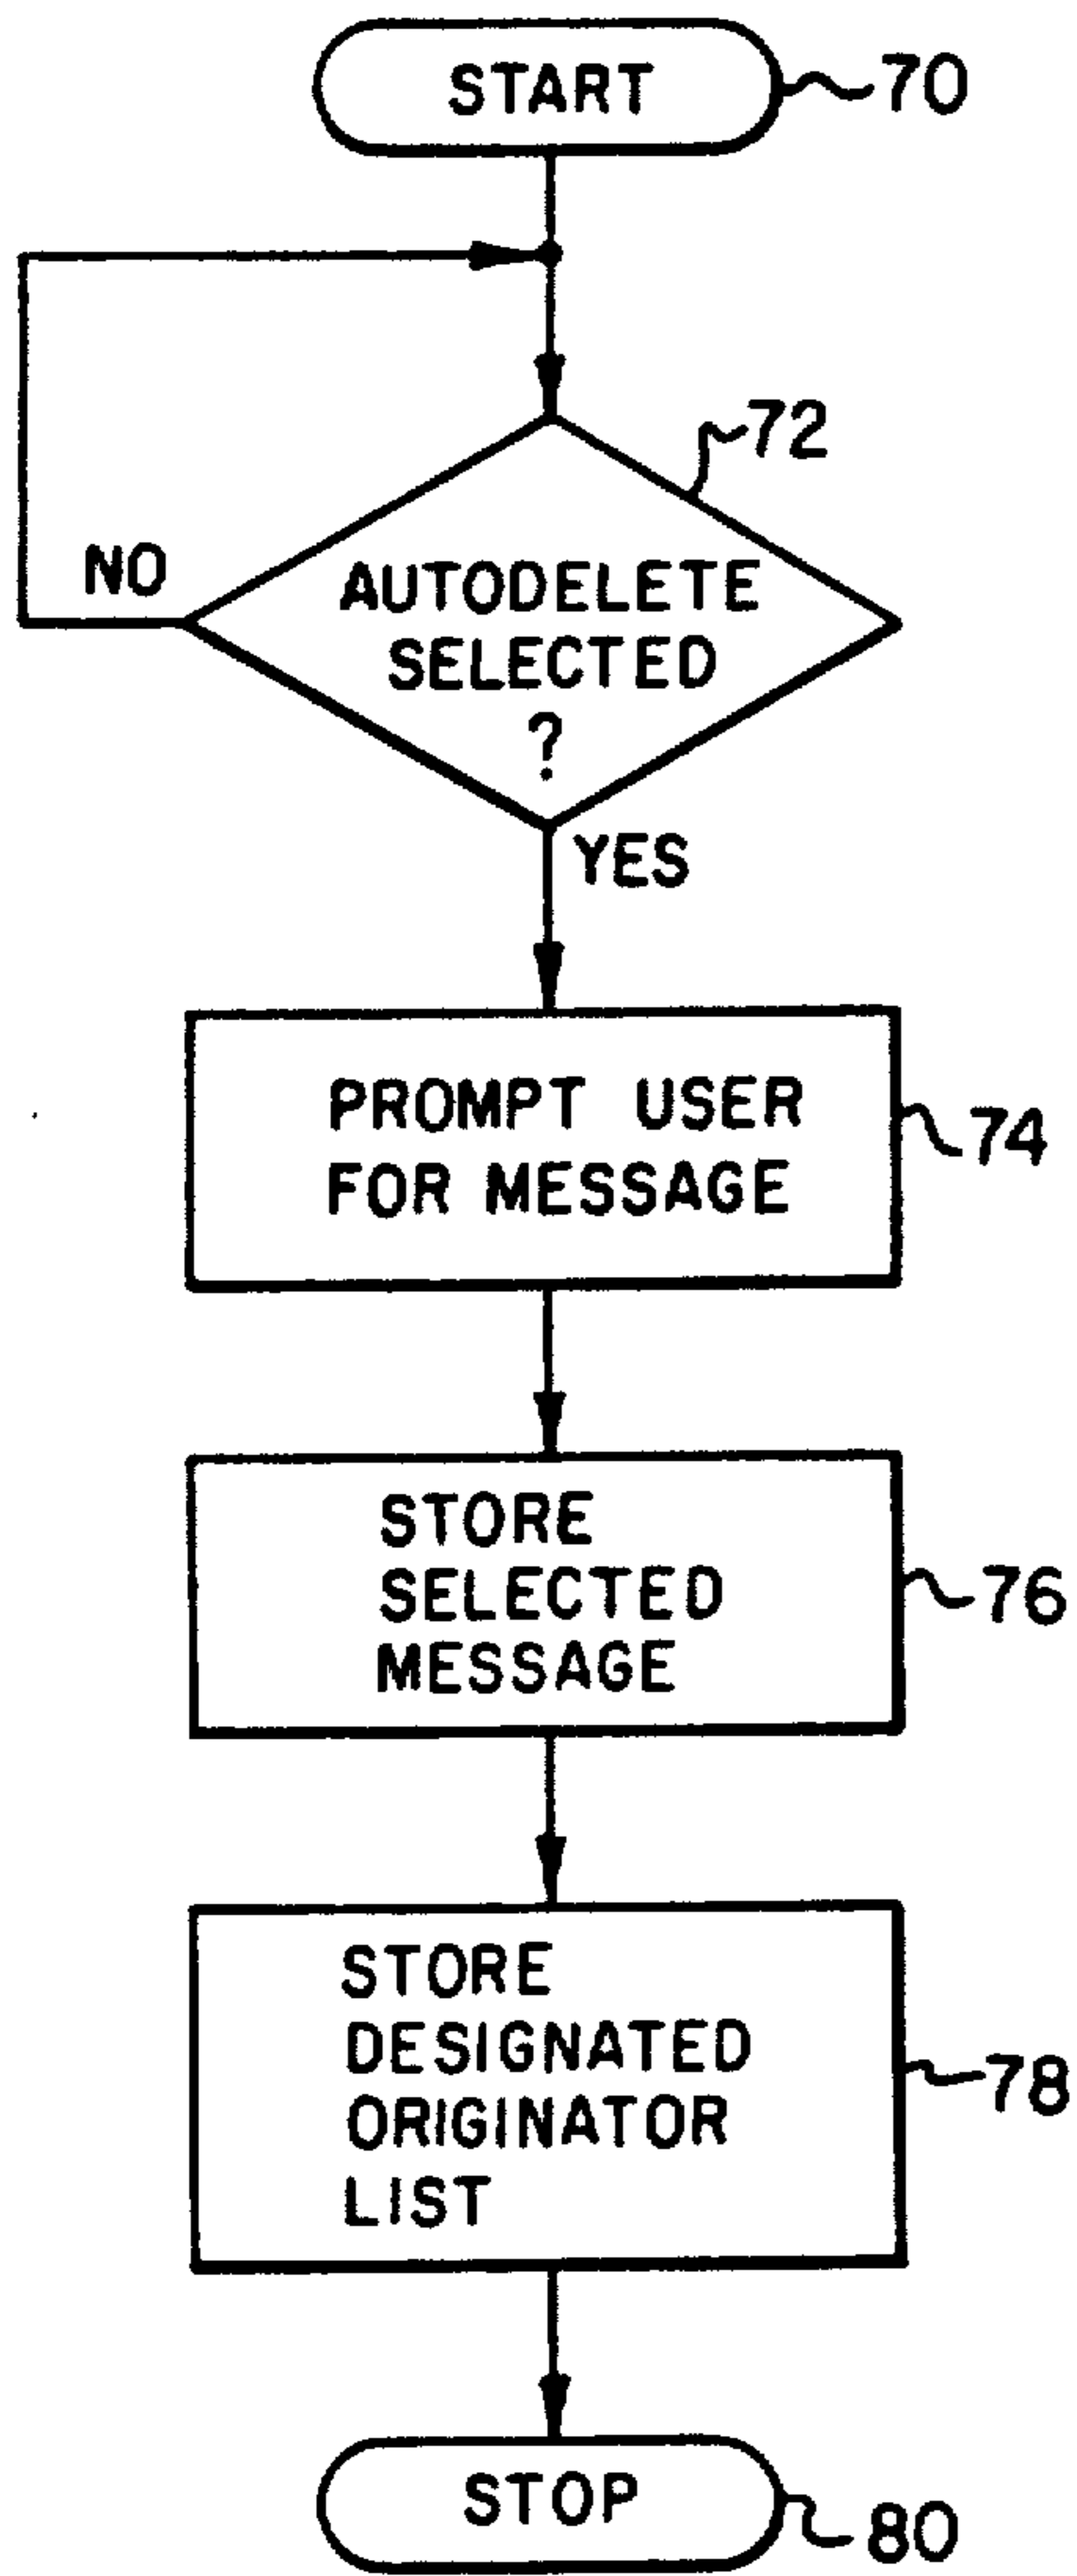 START
70
72
NO
AUTODELETE
SELECTED
?
YES
PROMPT USER
FOR MESSAGE
74
STORE
SELECTED
MESSAGE
76
STORE
DESIGNATED
ORIGINATOR
LIST
78
STOP
80